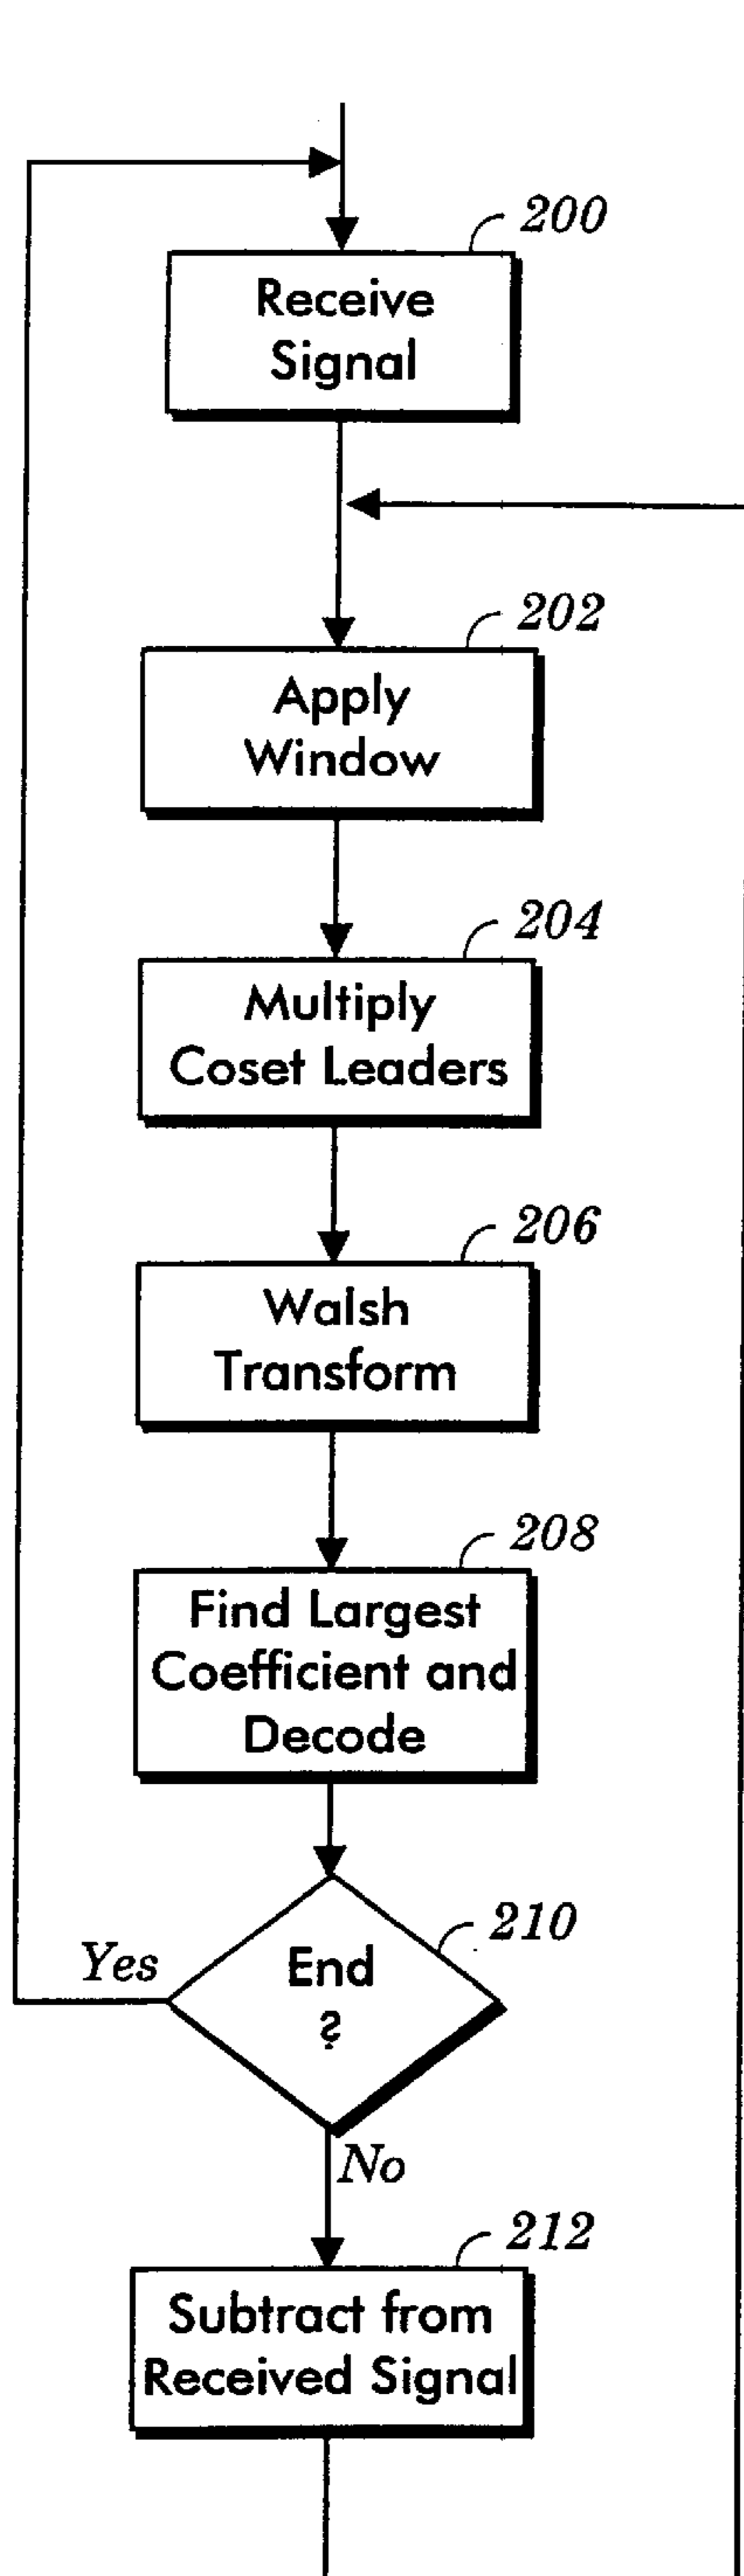 200
Receive
Signal
202
Apply
Window
204
Multiply
Coset Leaders
206
Walsh
Transform
208
Find Largest
Coefficient and
Decode
210
End
?
Yes
No
212
Subtract from
Received Signal